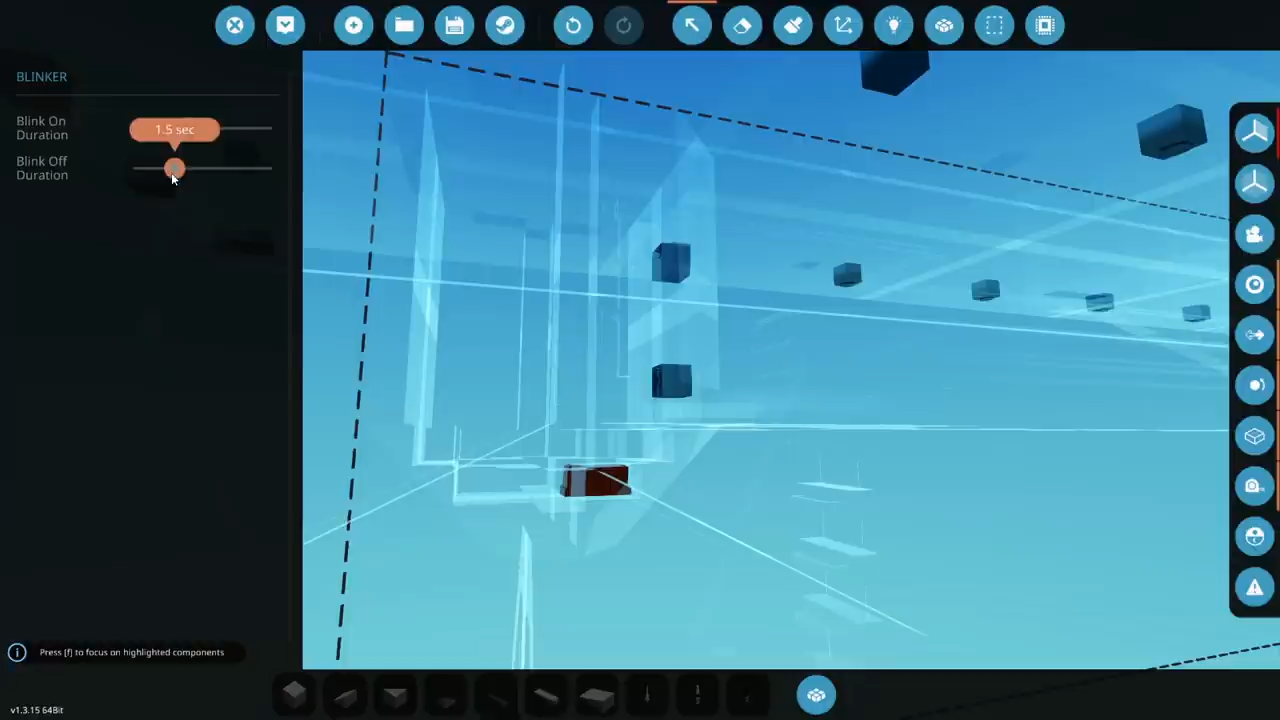 BLINKER
Blink On
Duration
1.5 sec
Blink Off
Duration
Press [f] to focus on highlighted components
v1.3.15 64Bit